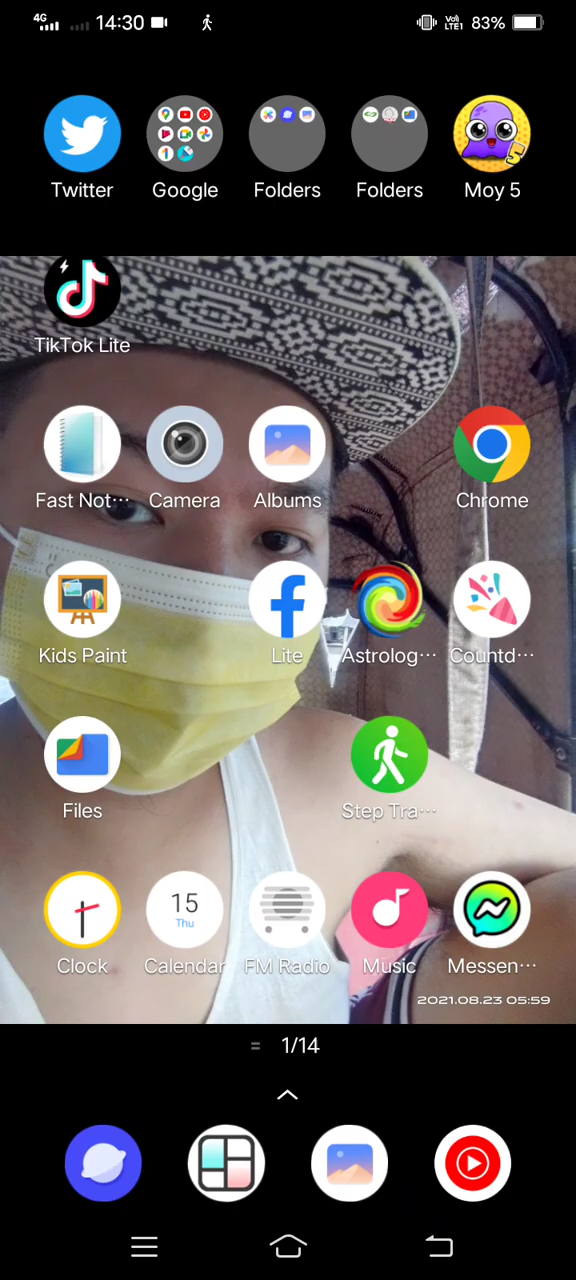 4G 14:30 VoLTE1 83%
Twitter Google Folders Folders Moy 5
TikTok Lite
Fast Not··· Camera Albums Chrome
Kids Paint Lite Astrolog··· Countd···
Files Step Tra···
15
Thu
Clock Calendar FM Radio Music Messen···
2021.08.23 05:59
= 1/14